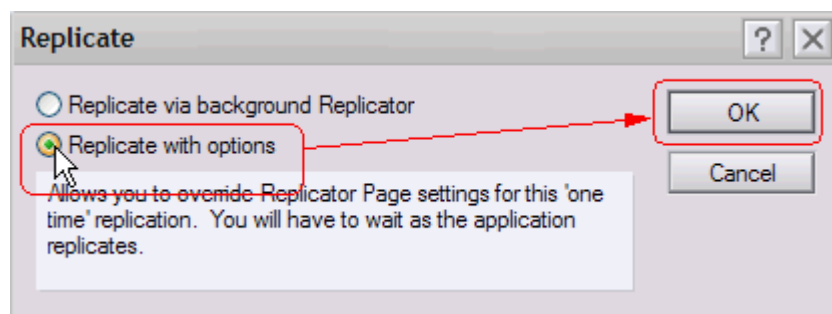 Replicate
?
Replicate via background Replicator
OK
Replicate with options
Cancel
Allows you to override Replicator Page settings for this 'one
time' replication. You will have to wait as the application
replicates.